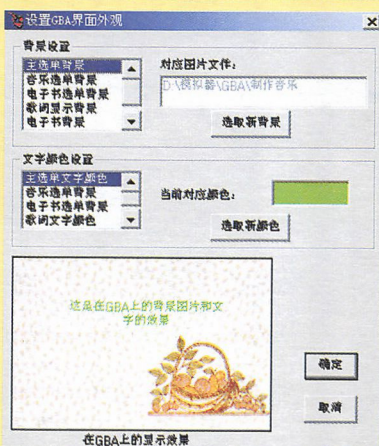 设置GBA界面外观
背景设置
主选单背景
音乐选单背景
电子书选单背景
歌词显示背景
电子书背景
对应图片文件:
D:\模拟器\GBA\制作音乐
选取新背景
文字颜色设置
主选单文字颜色
音乐选单背景
电子书选单背景
歌词文字颜色
当前对应颜色:
选取新颜色
这是在GBA上的背景图片和文
字的效果
确定
取消
在GBA上的显示效果